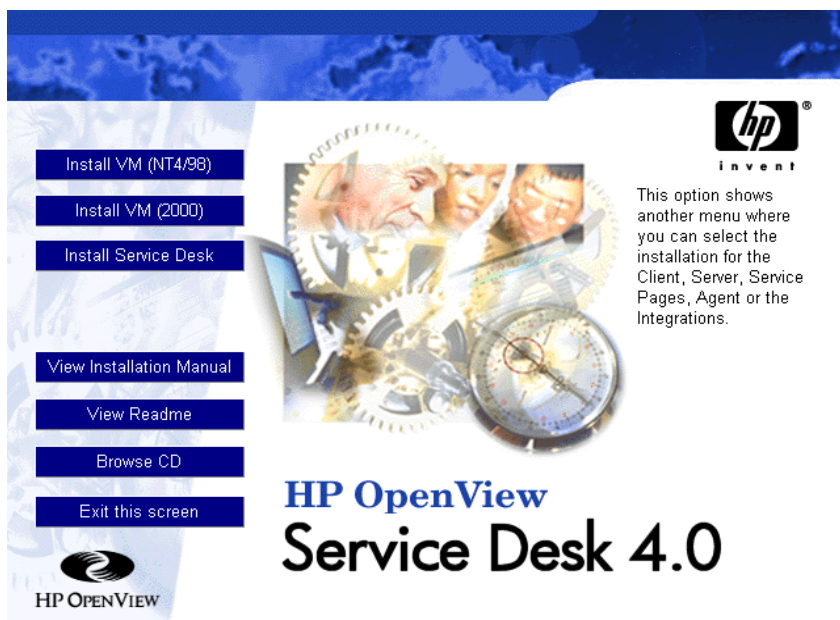 hp
®
invent
Install VM (NT4/98)
Install VM (2000)
Install Service Desk
This option shows
another menu where
you can select the
installation for the
Client, Server, Service
Pages, Agent or the
Integrations.
View Installation Manual
View Readme
Browse CD
Exit this screen
HP OpenView
Service Desk 4.0
HP OPENVIEW